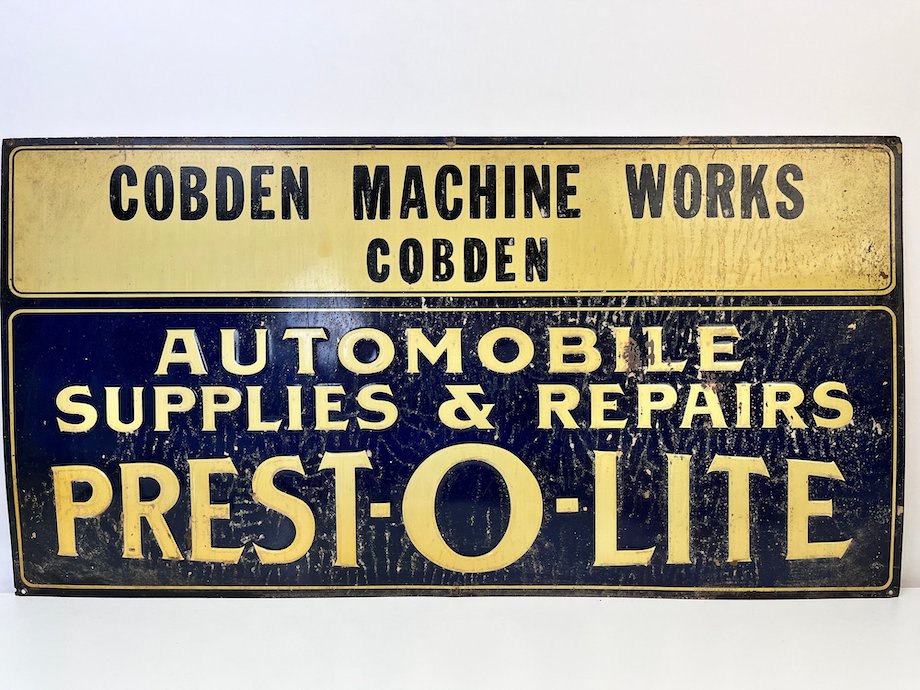 COBDEN MACHINE WORKS
COBDEN
AUTOMOBILE
SUPPLIES & REPAIRS
PREST-O-LITE